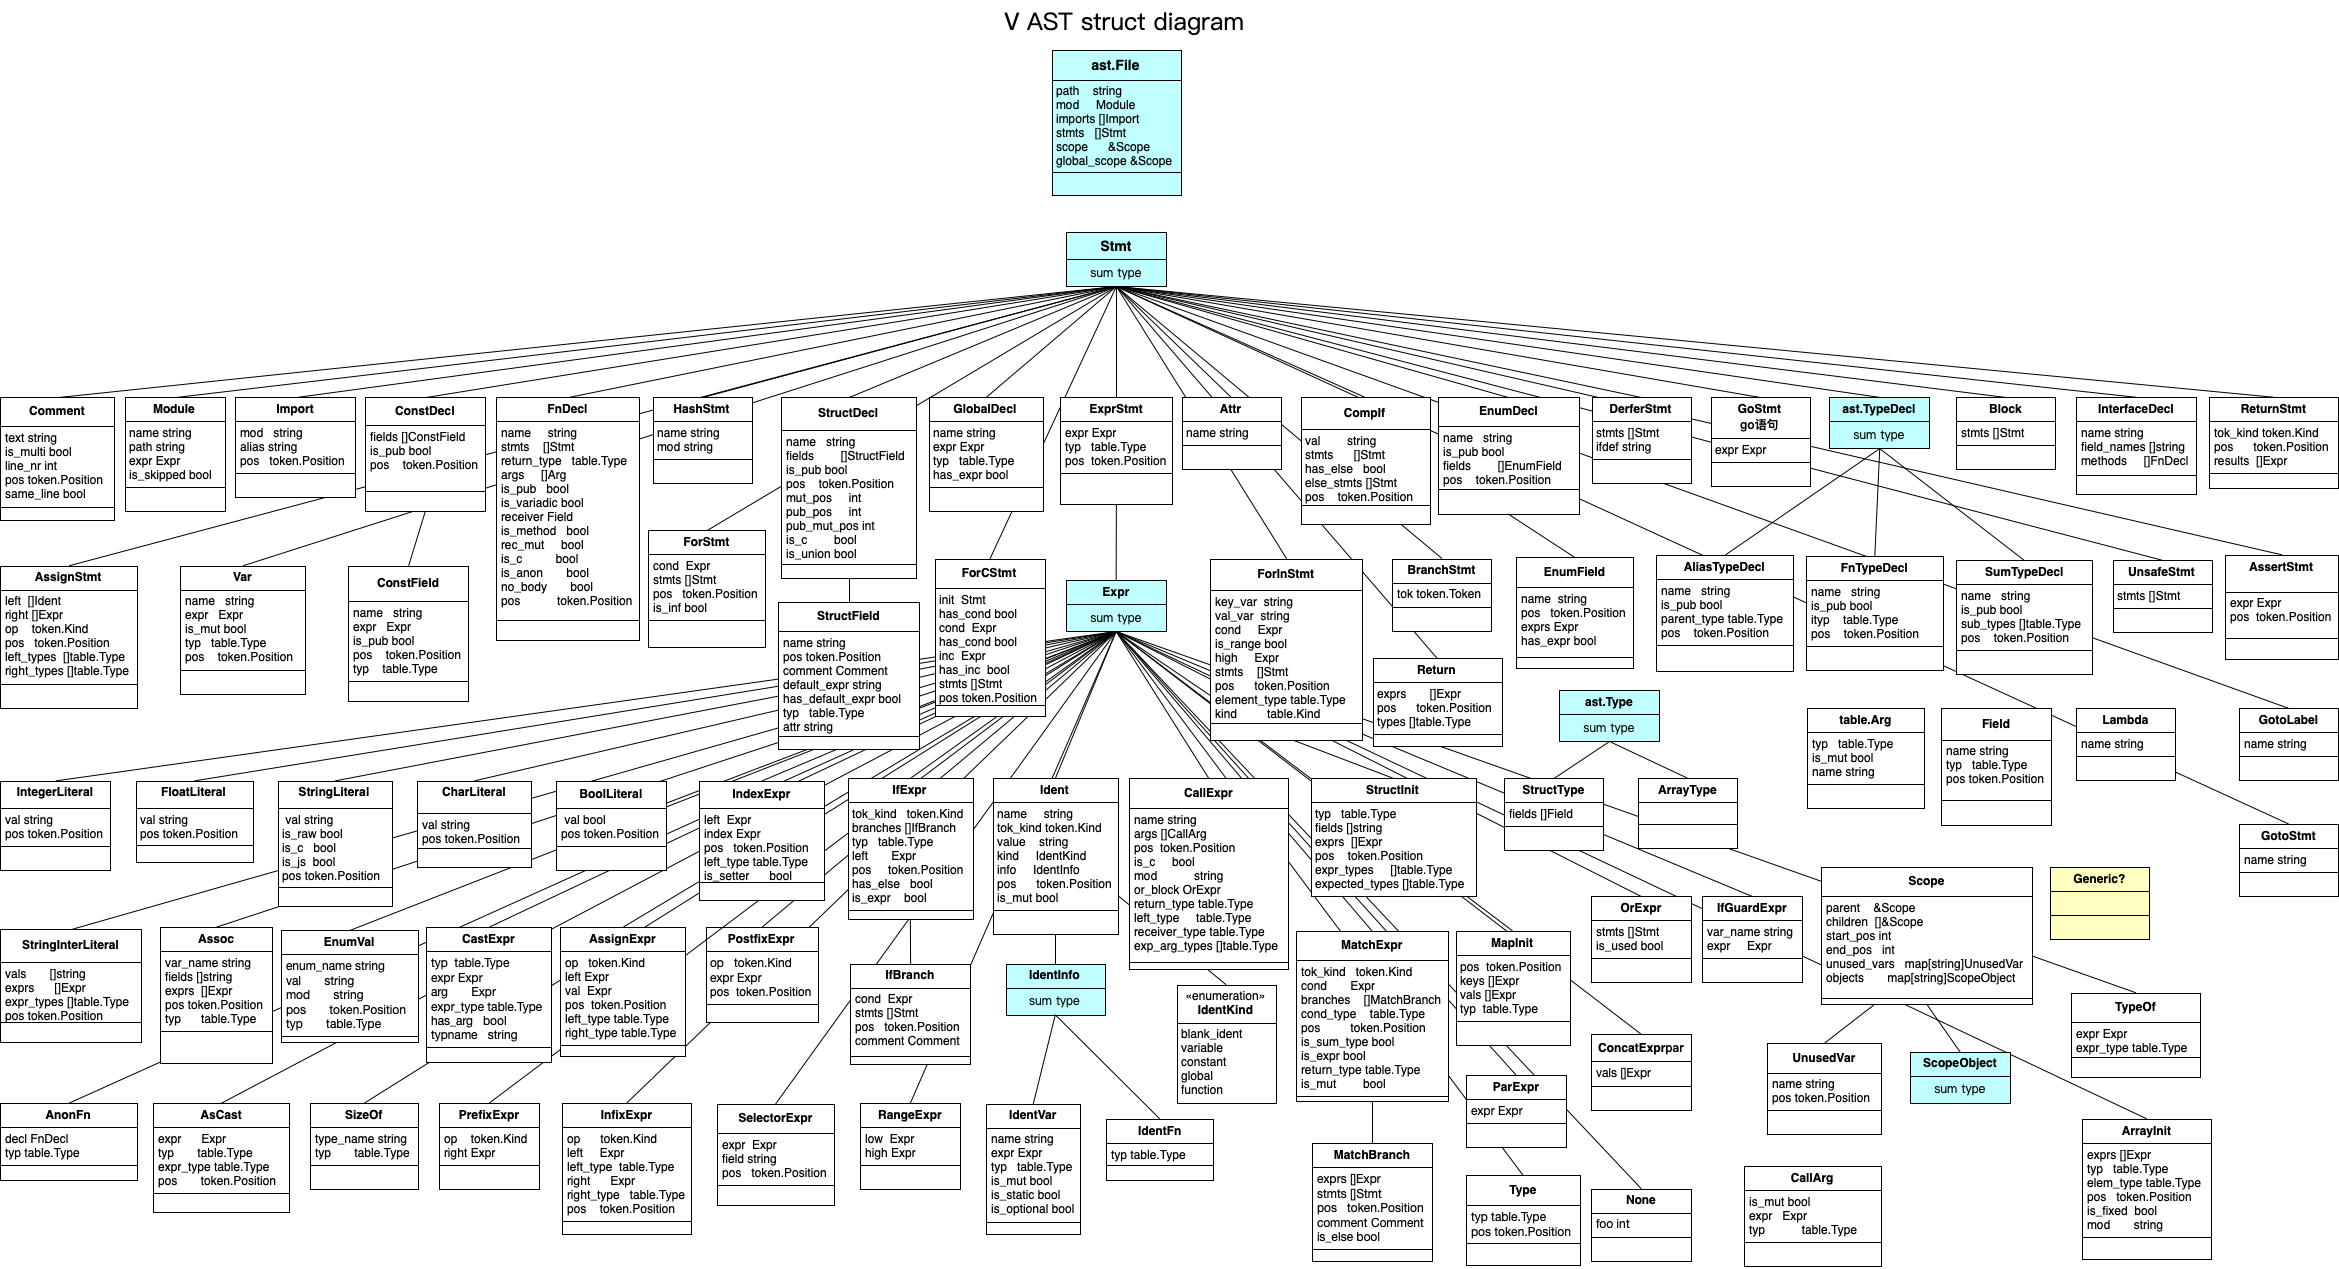 V AST struct diagram
ast.File
path string
mod Module
imports []Import
stmts []Stmt
scope &Scope
global_scope &Scope
Stmt
sum type
Comment
text string
is_multi bool
line_nr int
pos token.Position
same_line bool
Module
name string
path string
expr Expr
is_skipped bool
Import
mod string
alias string
pos token.Position
ConstDecl
fields []ConstField
is_pub bool
pos token.Position
FnDecl
name string
stmts []Stmt
return_type table.Type
args []Arg
is_pub bool
is_variadic bool
receiver Field
is_method bool
rec_mut bool
is_c bool
is_anon bool
no_body bool
pos token.Position
HashStmt
name string
mod string
StructDecl
name string
fields []StructField
is_pub bool
pos token.Position
mut_pos int
pub_pos int
pub_mut_pos int
is_c bool
is_union bool
GlobalDecl
name string
expr Expr
typ table.Type
has_expr bool
ExprStmt
expr Expr
typ table.Type
pos token.Position
Attr
name string
CompIf
val string
stmts []Stmt
has_else bool
else_stmts []Stmt
pos token.Position
EnumDecl
name string
is_pub bool
fields []EnumField
pos token.Position
DerferStmt
stmts []Stmt
ifdef string
GoStmt
go语句
expr Expr
ast.TypeDecl
sum type
Block
stmts []Stmt
InterfaceDecl
name string
field_names []string
methods []FnDecl
ReturnStmt
tok_kind token.Kind
pos token.Position
results []Expr
AssignStmt
left []Ident
right []Expr
op token.Kind
pos token.Position
left_types []table.Type
right_types []table.Type
Var
name string
expr Expr
is_mut bool
typ table.Type
pos token.Position
ConstField
name string
expr Expr
is_pub bool
pos token.Position
typ table.Type
ForStmt
cond Expr
stmts []Stmt
pos token.Position
is_inf bool
StructField
name string
pos token.Position
comment Comment
default_expr string
has_default_expr bool
typ table.Type
attr string
ForCStmt
init Stmt
has_cond bool
cond Expr
has_cond bool
inc Expr
has_inc bool
stmts []Stmt
pos token.Position
Expr
sum type
ForInStmt
key_var string
val_var string
cond Expr
is_range bool
high Expr
stmts []Stmt
pos token.Position
element_type table.Type
kind table.Kind
BranchStmt
tok token.Token
Return
exprs []Expr
pos token.Position
types []table.Type
EnumField
name string
pos token.Position
exprs Expr
has_expr bool
AliasTypeDecl
name string
is_pub bool
parent_type table.Type
pos token.Position
FnTypeDecl
name string
is_pub bool
ityp table.Type
pos token.Position
SumTypeDecl
name string
is_pub bool
sub_types []table.Type
pos token.Position
UnsafeStmt
stmts []Stmt
AssertStmt
expr Expr
pos token.Position
ast.Type
sum type
table.Arg
typ table.Type
is_mut bool
name string
Field
name string
typ table.Type
pos token.Position
Lambda
name string
GotoLabel
name string
IntegerLiteral
val string
pos token.Position
FloatLiteral
val string
pos token.Position
StringLiteral
val string
is_raw bool
is_c bool
is_js bool
pos token.Position
CharLiteral
val string
pos token.Position
BoolLiteral
val bool
pos token.Position
IndexExpr
left Expr
index Expr
pos token.Position
left_type table.Type
is_setter bool
IfExpr
tok_kind token.Kind
branches []IfBranch
typ table.Type
left Expr
pos token.Position
has_else bool
is_expr bool
Ident
name string
tok_kind token.Kind
value string
kind IdentKind
info IdentInfo
pos token.Position
is_mut bool
CallExpr
name string
args []CallArg
pos token.Position
is_c bool
mod string
or_block OrExpr
return_type table.Type
left_type table.Type
receiver_type table.Type
exp_arg_types []table.Type
StructInit
typ table.Type
fields []string
exprs []Expr
pos token.Position
expr_types []table.Type
expected_types []table.Type
StructType
fields []Field
ArrayType
GotoStmt
name string
StringInterLiteral
vals []string
exprs []Expr
expr_types []table.Type
pos token.Position
Assoc
var_name string
fields []string
exprs []Expr
pos token.Position
typ table.Type
EnumVal
enum_name string
val string
mod string
pos token.Position
typ table.Type
CastExpr
typ table.Type
expr Expr
arg Expr
expr_type table.Type
has_arg bool
typname string
AssignExpr
op token.Kind
left Expr
val Expr
pos token.Position
left_type table.Type
right_type table.Type
PostfixExpr
op token.Kind
expr Expr
pos token.Position
IfBranch
cond Expr
stmts []Stmt
pos token.Position
comment Comment
IdentInfo
sum type
«enumeration»
IdentKind
blank_ident
variable
constant
global
function
MatchExpr
tok_kind token.Kind
cond Expr
branches []MatchBranch
cond_type table.Type
pos token.Position
is_sum_type bool
is_expr bool
return_type table.Type
is_mut bool
MapInit
pos token.Position
keys []Expr
vals []Expr
typ table.Type
OrExpr
stmts []Stmt
is_used bool
IfGuardExpr
var_name string
expr Expr
Scope
parent &Scope
children []&Scope
start_pos int
end_pos int
unused_vars map[string]UnusedVar
objects map[string]ScopeObject
Generic?
ConcatExprpar
vals []Expr
UnusedVar
name string
pos token.Position
ScopeObject
sum type
TypeOf
expr Expr
expr_type table.Type
AnonFn
decl FnDecl
typ table.Type
AsCast
expr Expr
typ table.Type
expr_type table.Type
pos token.Position
SizeOf
type_name string
typ table.Type
PrefixExpr
op token.Kind
right Expr
InfixExpr
op token.Kind
left Expr
left_type table.Type
right Expr
right_type table.Type
pos token.Position
SelectorExpr
expr Expr
field string
pos token.Position
RangeExpr
low Expr
high Expr
IdentVar
name string
expr Expr
typ table.Type
is_mut bool
is_static bool
is_optional bool
IdentFn
typ table.Type
MatchBranch
exprs []Expr
stmts []Stmt
pos token.Position
comment Comment
is_else bool
ParExpr
expr Expr
Type
typ table.Type
pos token.Position
None
foo int
CallArg
is_mut bool
expr Expr
typ table.Type
ArrayInit
exprs []Expr
typ table.Type
elem_type table.Type
pos token.Position
is_fixed bool
mod string